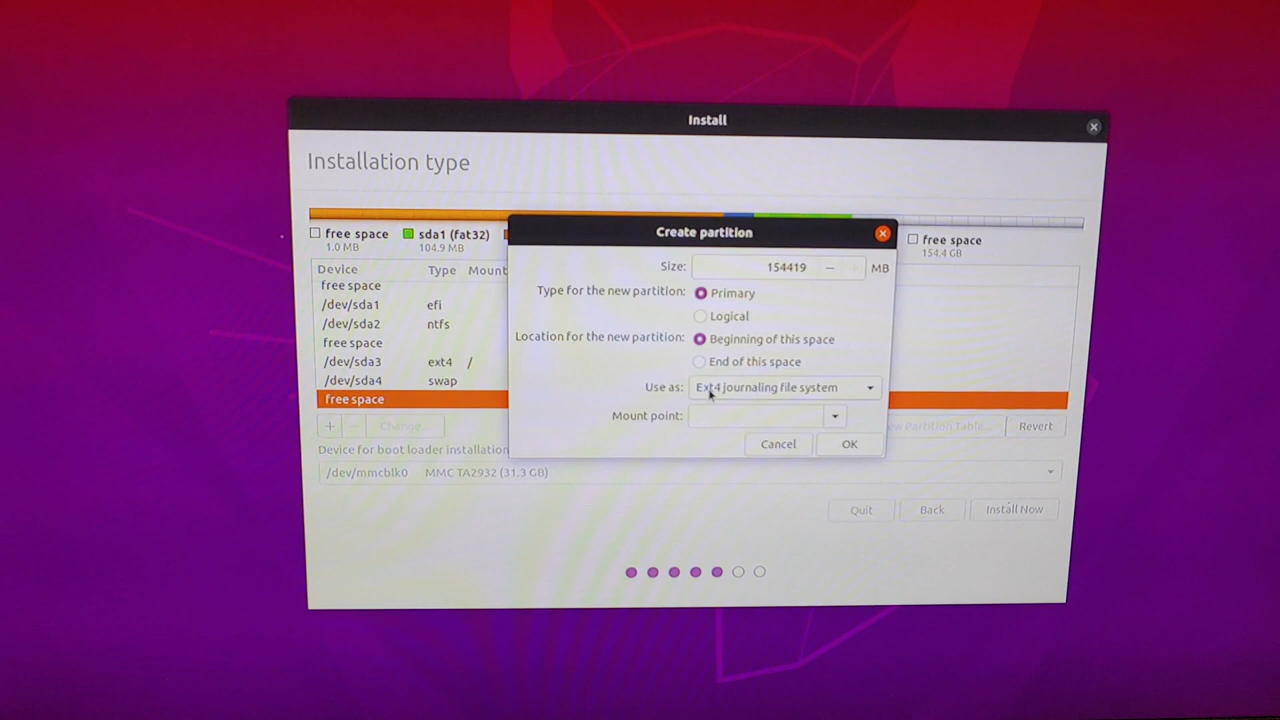 Install
Installation type
free space
1.0 MB
sda1 (fat32)
104.9 MB
free space
154.4 GB
Device Type Mount
free space
/dev/sda1 efi
/dev/sda2 ntfs
free space
/dev/sda3 ext4 /
/dev/sda4 swap
free space
+ − Change...
Partition Table... Revert
Device for boot loader installation
/dev/mmcblk0 MMC TA2932 (31.3 GB)
Quit Back Install Now
Create partition
Size: 154419 − + MB
Type for the new partition: Primary
Logical
Location for the new partition: Beginning of this space
End of this space
Use as: Ext4 journaling file system
Mount point:
Cancel OK